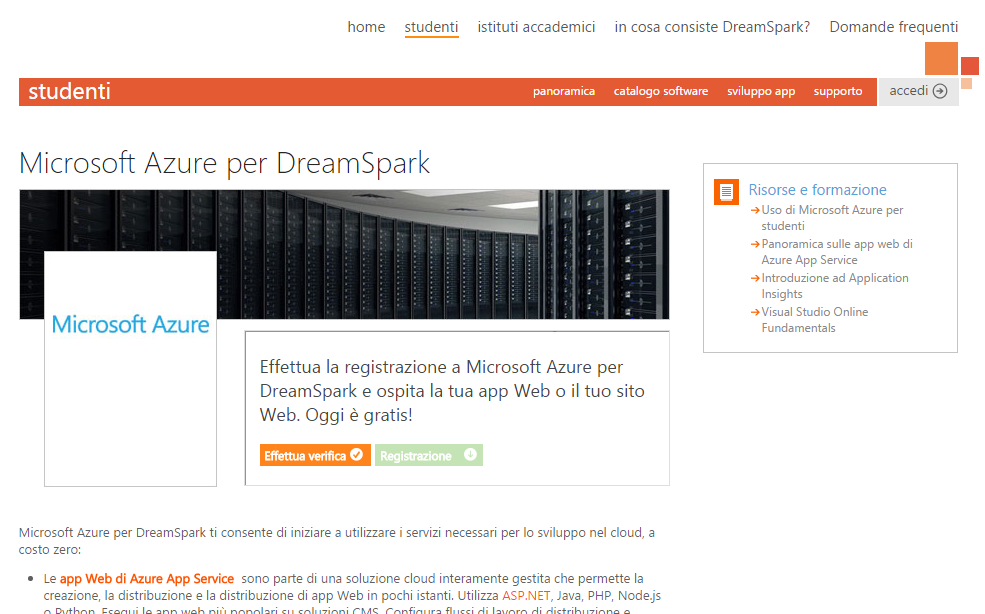 home studenti istituti accademici in cosa consiste DreamSpark? Domande frequenti
studenti panoramica catalogo software sviluppo app supporto accedi
Microsoft Azure per DreamSpark
Microsoft Azure
Effettua la registrazione a Microsoft Azure per
DreamSpark e ospita la tua app Web o il tuo sito
Web. Oggi è gratis!
Effettua verifica Registrazione
Risorse e formazione
Uso di Microsoft Azure per
studenti
Panoramica sulle app web di
Azure App Service
Introduzione ad Application
Insights
Visual Studio Online
Fundamentals
Microsoft Azure per DreamSpark ti consente di iniziare a utilizzare i servizi necessari per lo sviluppo nel cloud, a
costo zero:
• Le app Web di Azure App Service sono parte di una soluzione cloud interamente gestita che permette la
creazione, la distribuzione e la distribuzione di app Web in pochi istanti. Utilizza ASP.NET, Java, PHP, Node.js
o Python. Esegui le app web più popolari su soluzioni CMS. Configura flussi di lavoro di distribuzione e